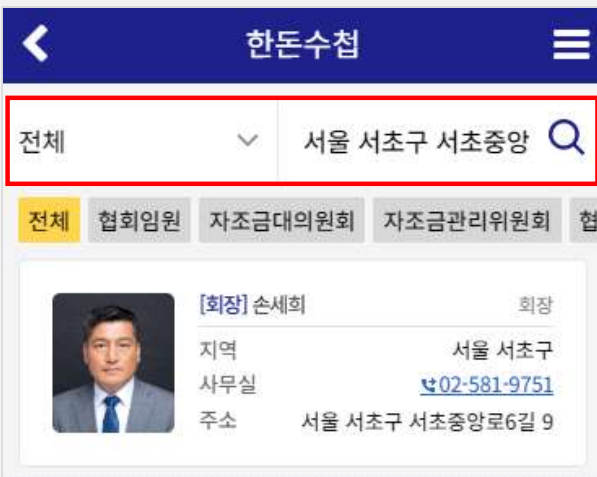 한돈수첩
전체 서울 서초구 서초중앙
전체 협회임원 자조금대의원회 자조금관리위원회 협
[회장] 손세희 회장
지역 서울 서초구
사무실 02-581-9751
주소 서울 서초구 서초중앙로6길 9